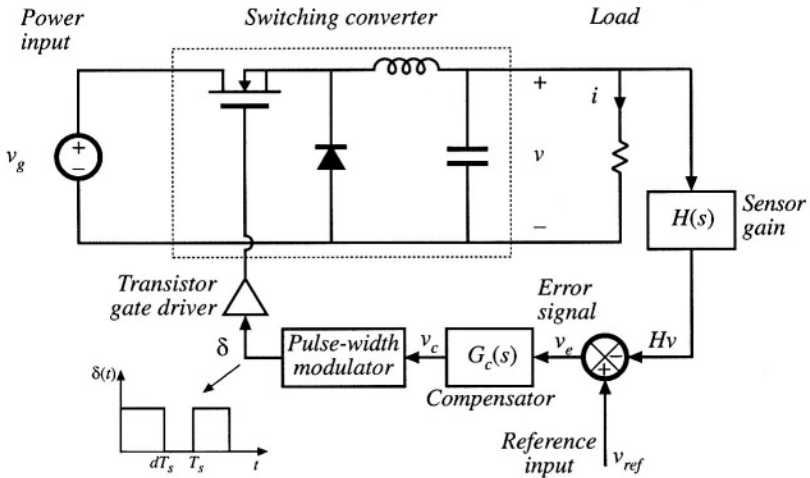 Power
input
Switching converter
Load
v_g
+
−
+
v
−
i
H(s)
Sensor
gain
Transistor
gate driver
δ
Pulse-width
modulator
v_c
G_c(s)
Compensator
Error
signal
v_e
−
+
Hv
Reference
input
v_ref
δ(t)
dT_s
T_s
t